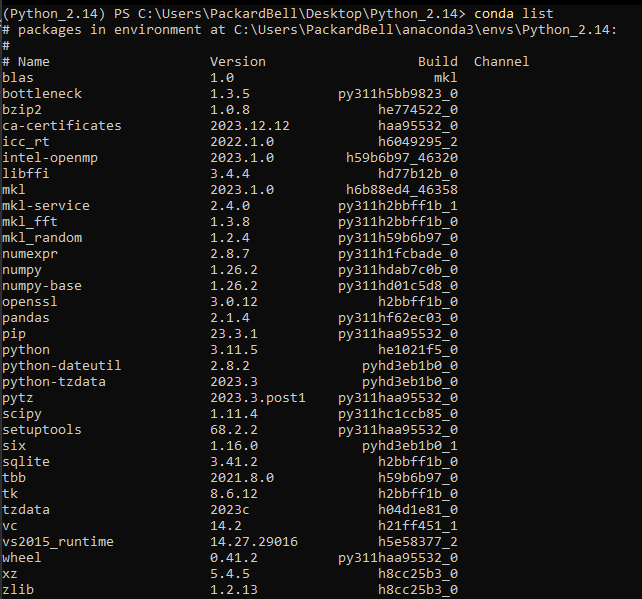 (Python_2.14) PS C:\Users\PackardBell\Desktop\Python_2.14> conda list
# packages in environment at C:\Users\PackardBell\anaconda3\envs\Python_2.14:
#
# Name                    Version                   Build  Channel
blas                      1.0                         mkl
bottleneck                1.3.5           py311h5bb9823_0
bzip2                     1.0.8                he774522_0
ca-certificates           2023.12.12           haa95532_0
icc_rt                    2022.1.0             h6049295_2
intel-openmp              2023.1.0         h59b6b97_46320
libffi                    3.4.4                hd77b12b_0
mkl                       2023.1.0         h6b88ed4_46358
mkl-service               2.4.0           py311h2bbff1b_1
mkl_fft                   1.3.8           py311h2bbff1b_0
mkl_random                1.2.4           py311h59b6b97_0
numexpr                   2.8.7           py311h1fcbade_0
numpy                     1.26.2          py311hdab7c0b_0
numpy-base                1.26.2          py311hd01c5d8_0
openssl                   3.0.12               h2bbff1b_0
pandas                    2.1.4           py311hf62ec03_0
pip                       23.3.1          py311haa95532_0
python                    3.11.5               he1021f5_0
python-dateutil           2.8.2              pyhd3eb1b0_0
python-tzdata             2023.3             pyhd3eb1b0_0
pytz                      2023.3.post1    py311haa95532_0
scipy                     1.11.4          py311hc1ccb85_0
setuptools                68.2.2          py311haa95532_0
six                       1.16.0             pyhd3eb1b0_1
sqlite                    3.41.2               h2bbff1b_0
tbb                       2021.8.0             h59b6b97_0
tk                        8.6.12               h2bbff1b_0
tzdata                    2023c                h04d1e81_0
vc                        14.2                 h21ff451_1
vs2015_runtime            14.27.29016          h5e58377_2
wheel                     0.41.2          py311haa95532_0
xz                        5.4.5                h8cc25b3_0
zlib                      1.2.13               h8cc25b3_0